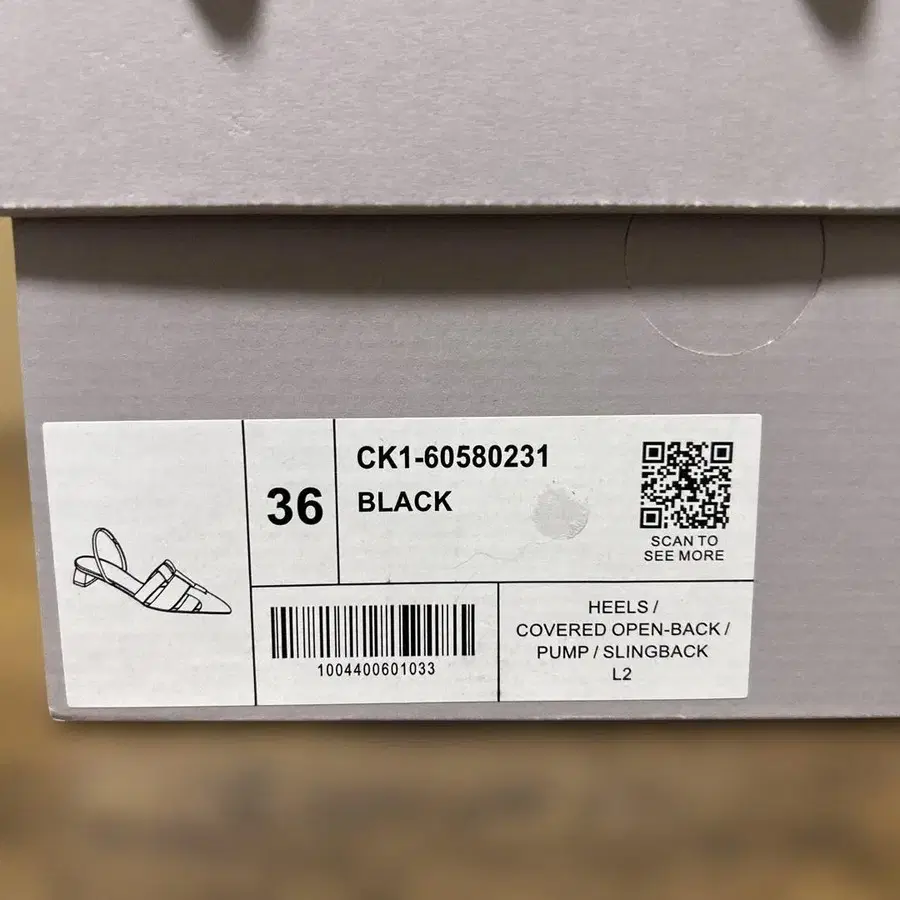 36
CK1-60580231
BLACK
SCAN TO
SEE MORE
1004400601033
HEELS /
COVERED OPEN-BACK /
PUMP / SLINGBACK
L2